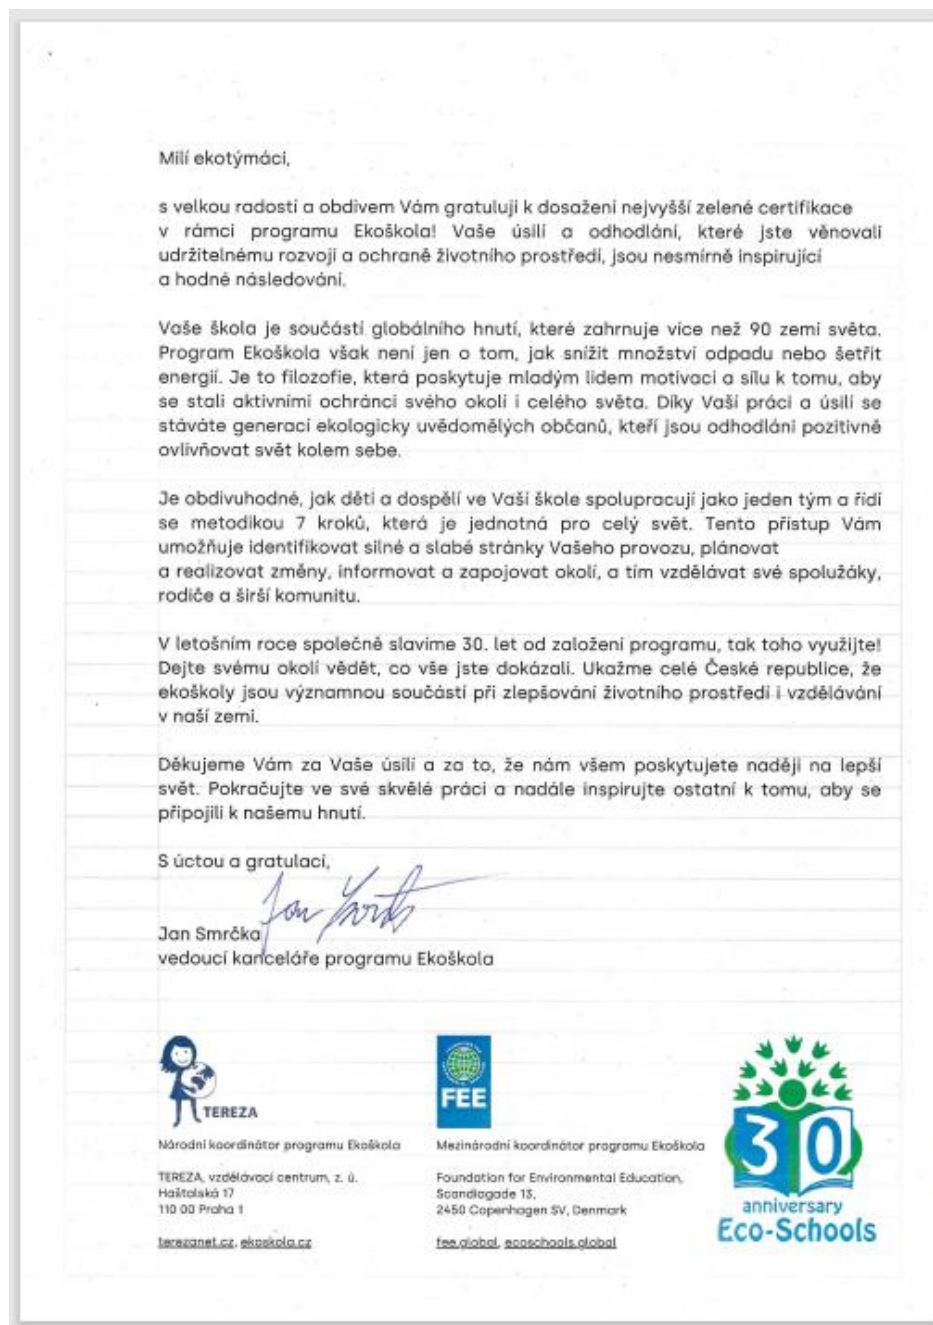 Milí ekotýmáci,
s velkou radostí a obdivem Vám gratuluji k dosažení nejvyšší zelené certifikace
v rámci programu Ekoškola! Vaše úsilí a odhodlání, které jste věnovali
udržitelnému rozvoji a ochraně životního prostředí, jsou nesmírně inspirující
a hodné následování.
Vaše škola je součástí globálního hnutí, které zahrnuje více než 90 zemí světa.
Program Ekoškola však není jen o tom, jak snížit množství odpadu nebo šetřit
energií. Je to filozofie, která poskytuje mladým lidem motivaci a sílu k tomu, aby
se stali aktivními ochránci svého okolí i celého světa. Díky Vaší práci a úsilí se
stáváte generací ekologicky uvědomělých občanů, kteří jsou odhodláni pozitivně
ovlivňovat svět kolem sebe.
Je obdivuhodné, jak děti a dospělí ve Vaší škole spolupracují jako jeden tým a řídí
se metodikou 7 kroků, která je jednotná pro celý svět. Tento přístup Vám
umožňuje identifikovat silné a slabé stránky Vašeho provozu, plánovat
a realizovat změny, informovat a zapojovat okolí, a tím vzdělávat své spolužáky,
rodiče a širší komunitu.
V letošním roce společně slavíme 30. let od založení programu, tak toho využijte!
Dejte svému okolí vědět, co vše jste dokázali. Ukažme celé České republice, že
ekoškoly jsou významnou součástí při zlepšování životního prostředí i vzdělávání
v naší zemi.
Děkujeme Vám za Vaše úsilí a za to, že nám všem poskytujete naději na lepší
svět. Pokračujte ve své skvělé práci a nadále inspirujte ostatní k tomu, aby se
připojili k našemu hnutí.
S úctou a gratulací,
Jan Smrčka
vedoucí kanceláře programu Ekoškola
TEREZA
Národní koordinátor programu Ekoškola
TEREZA, vzdělávací centrum, z. ú.
Haštalská 17
110 00 Praha 1
terezanet.cz, ekoskola.cz
FEE
Mezinárodní koordinátor programu Ekoškola
Foundation for Environmental Education,
Scandiagade 13,
2450 Copenhagen SV, Denmark
fee.global, ecoschools.global
30
anniversary
Eco-Schools